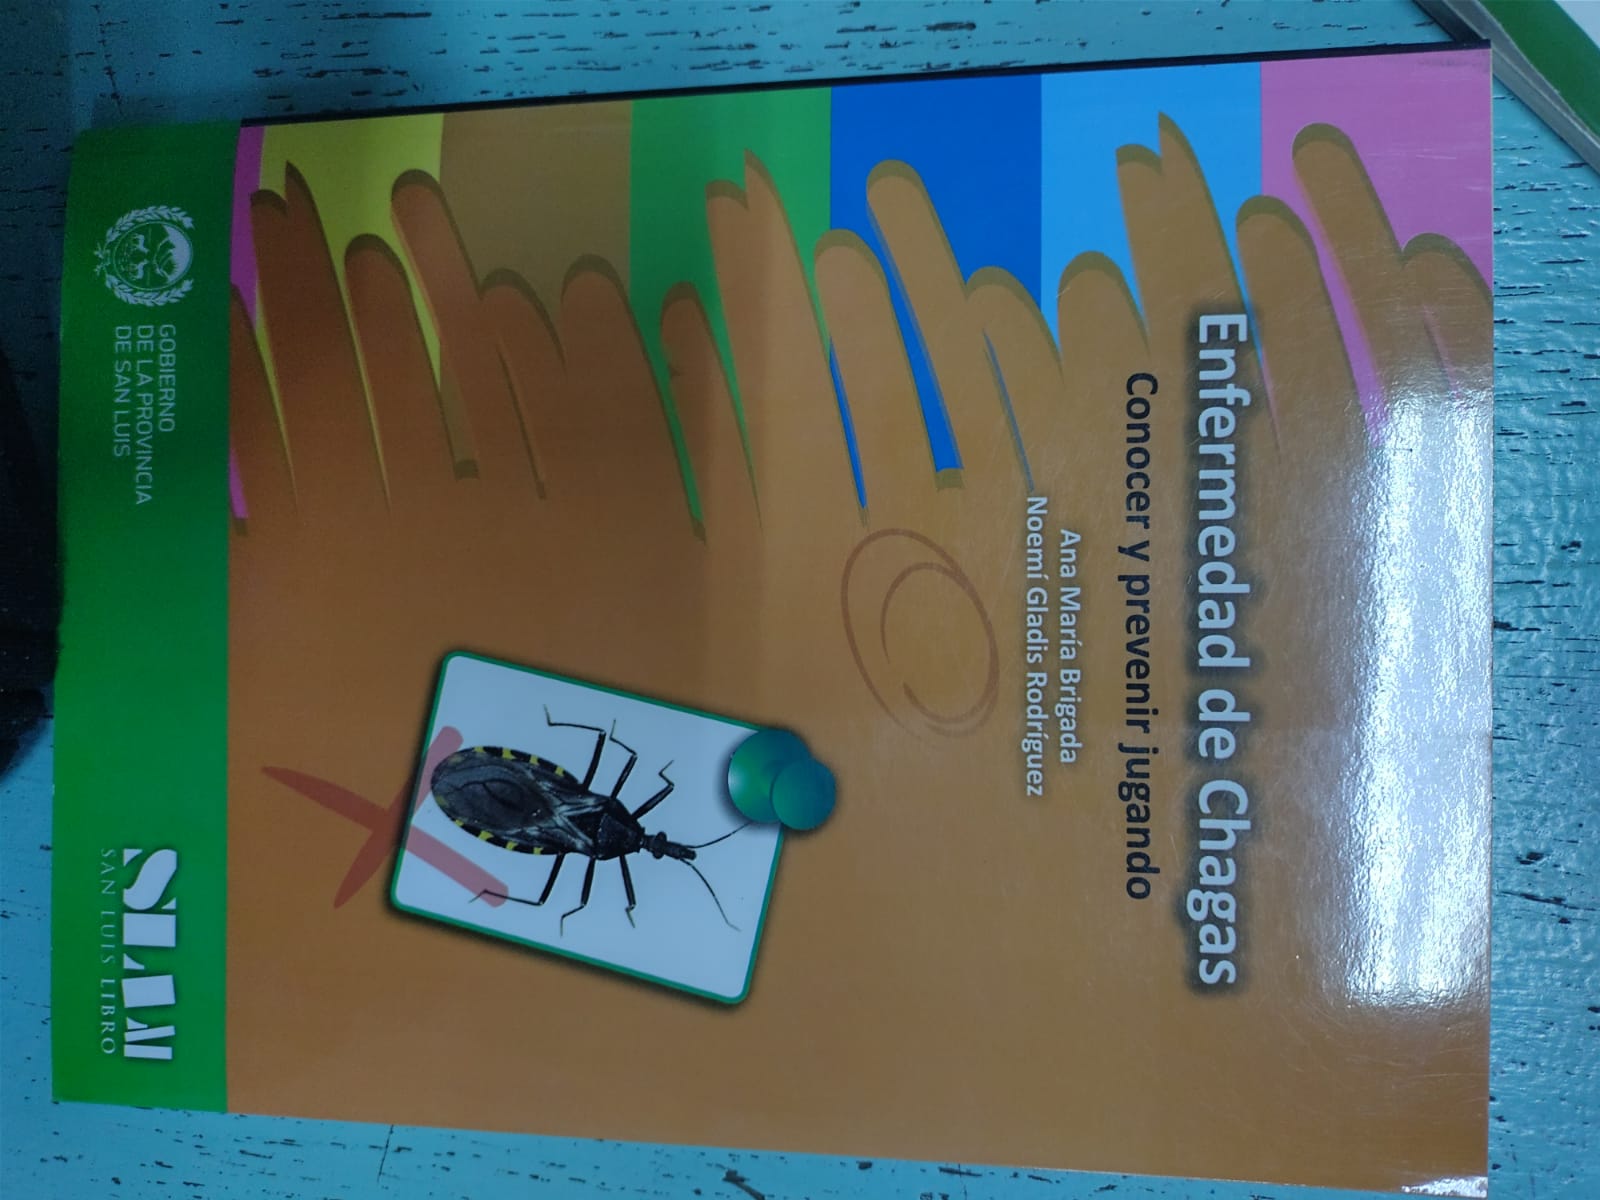 Enfermedad de Chagas
Conocer y prevenir jugando
Ana María Brigada
Noemí Gladis Rodríguez
GOBIERNO
DE LA PROVINCIA
DE SAN LUIS
SLL
SAN LUIS LIBRO